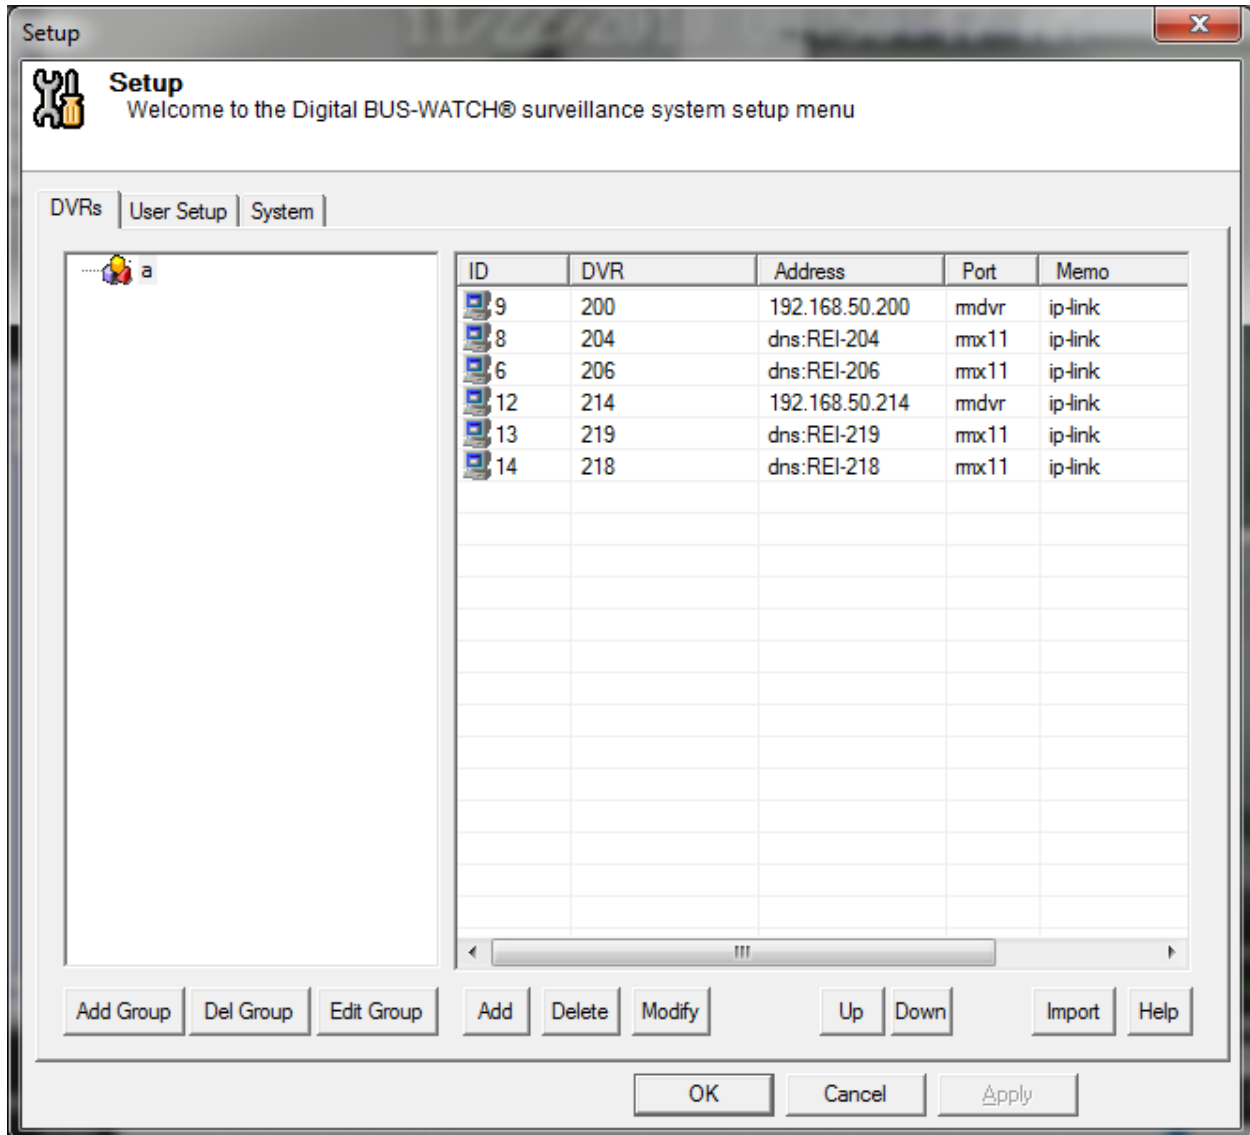 Setup
Setup
Welcome to the Digital BUS-WATCH® surveillance system setup menu
DVRs User Setup System
a
ID DVR Address Port Memo
9 200 192.168.50.200 rmdvr ip-link
8 204 dns:REI-204 rmx11 ip-link
6 206 dns:REI-206 rmx11 ip-link
12 214 192.168.50.214 rmdvr ip-link
13 219 dns:REI-219 rmx11 ip-link
14 218 dns:REI-218 rmx11 ip-link
Add Group Del Group Edit Group Add Delete Modify Up Down Import Help
OK Cancel Apply